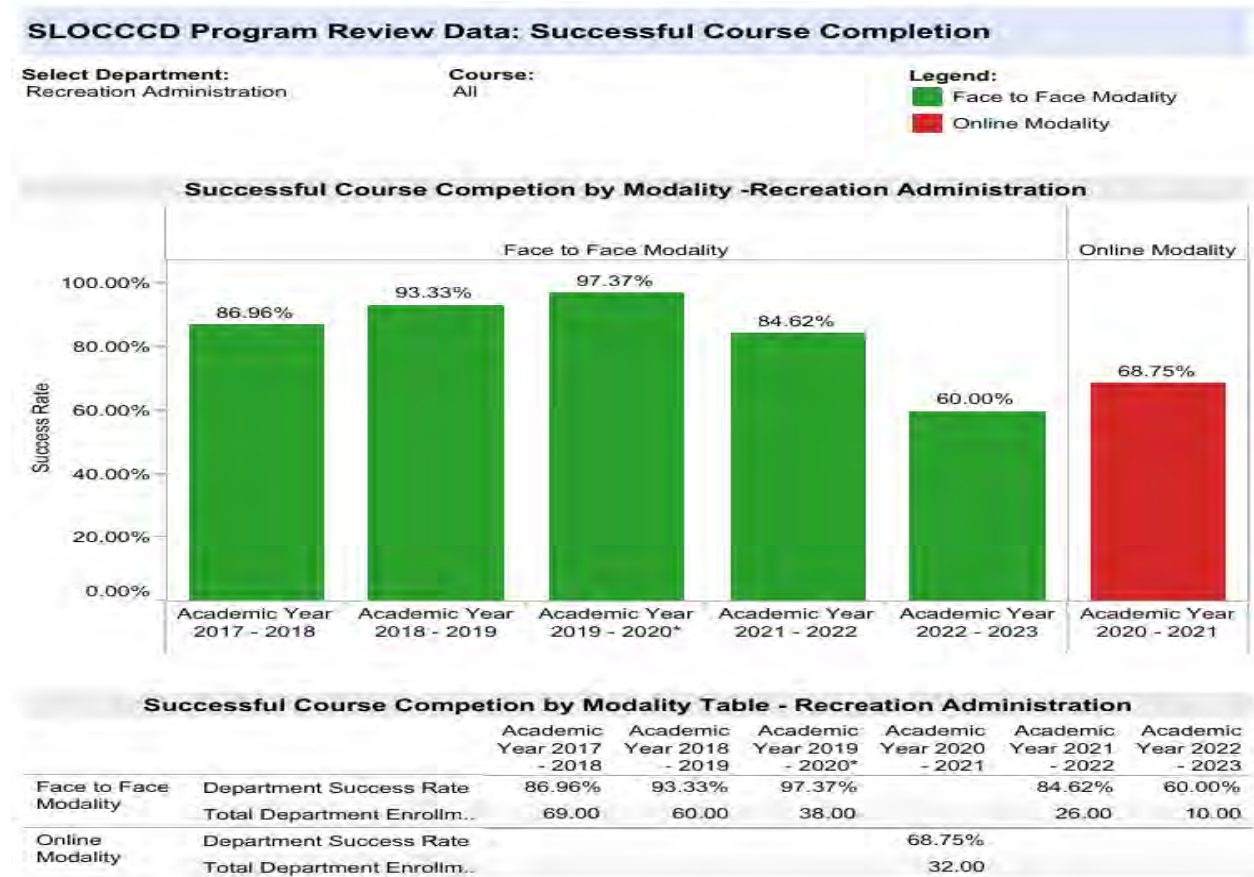 SLOCCCD Program Review Data: Successful Course Completion
Select Department:
Recreation Administration
Course:
All
Legend:
Face to Face Modality
Online Modality
Successful Course Competion by Modality -Recreation Administration
Face to Face Modality
Online Modality
Success Rate
100.00%
80.00%
60.00%
40.00%
20.00%
0.00%
86.96%
93.33%
97.37%
84.62%
60.00%
68.75%
Academic Year
2017 - 2018
Academic Year
2018 - 2019
Academic Year
2019 - 2020*
Academic Year
2021 - 2022
Academic Year
2022 - 2023
Academic Year
2020 - 2021
Successful Course Competion by Modality Table - Recreation Administration
Academic Academic Academic Academic Academic Academic
Year 2017 Year 2018 Year 2019 Year 2020 Year 2021 Year 2022
- 2018 - 2019 - 2020* - 2021 - 2022 - 2023
Face to Face Modality
Department Success Rate 86.96% 93.33% 97.37% 84.62% 60.00%
Total Department Enrollm.. 69.00 60.00 38.00 26.00 10.00
Online Modality
Department Success Rate 68.75%
Total Department Enrollm.. 32.00